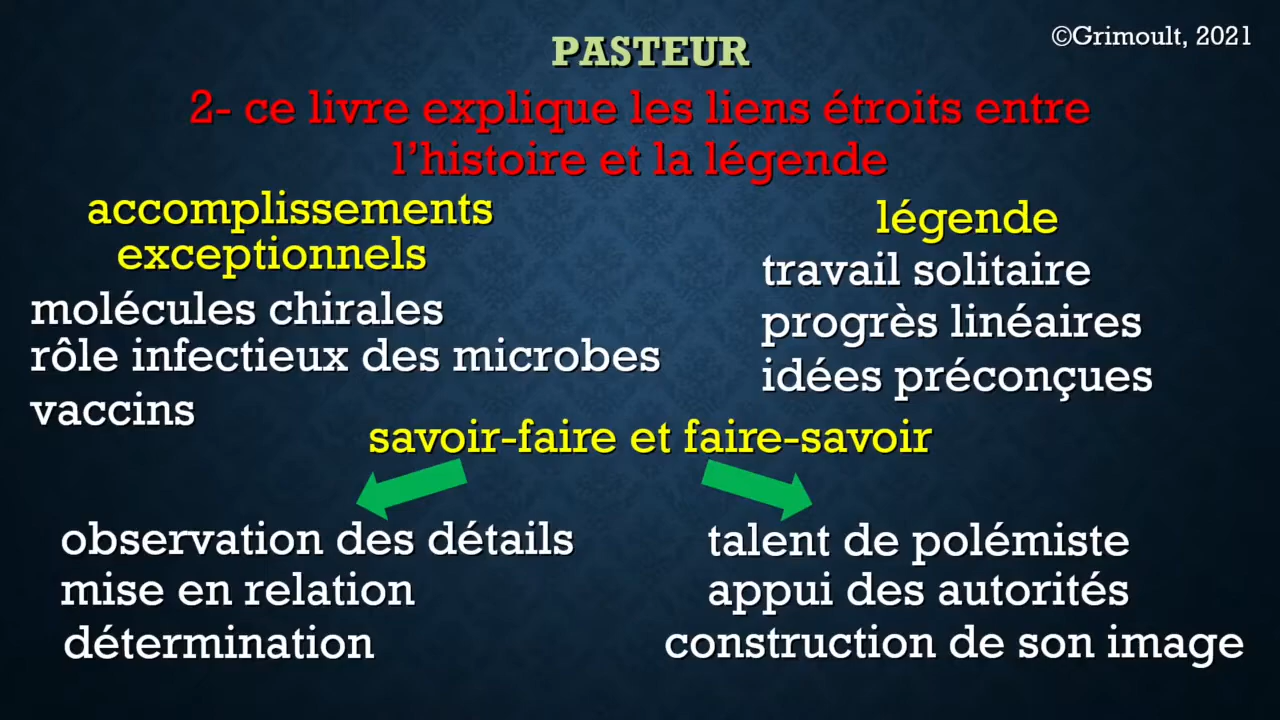 PASTEUR
©Grimoult, 2021
2- ce livre explique les liens étroits entre
l'histoire et la légende
accomplissements
exceptionnels
molécules chirales
rôle infectieux des microbes
vaccins
légende
travail solitaire
progrès linéaires
idées préconçues
savoir-faire et faire-savoir
observation des détails
mise en relation
détermination
talent de polémiste
appui des autorités
construction de son image